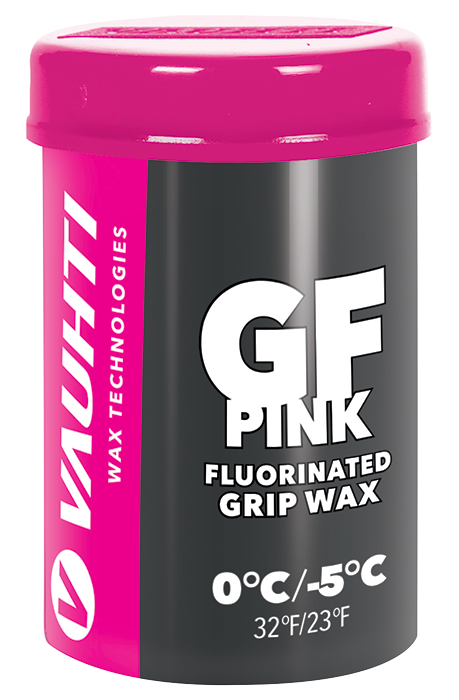 VAUHTI
WAX TECHNOLOGIES
GF
PINK
FLUORINATED
GRIP WAX
0°C/-5°C
32°F/23°F